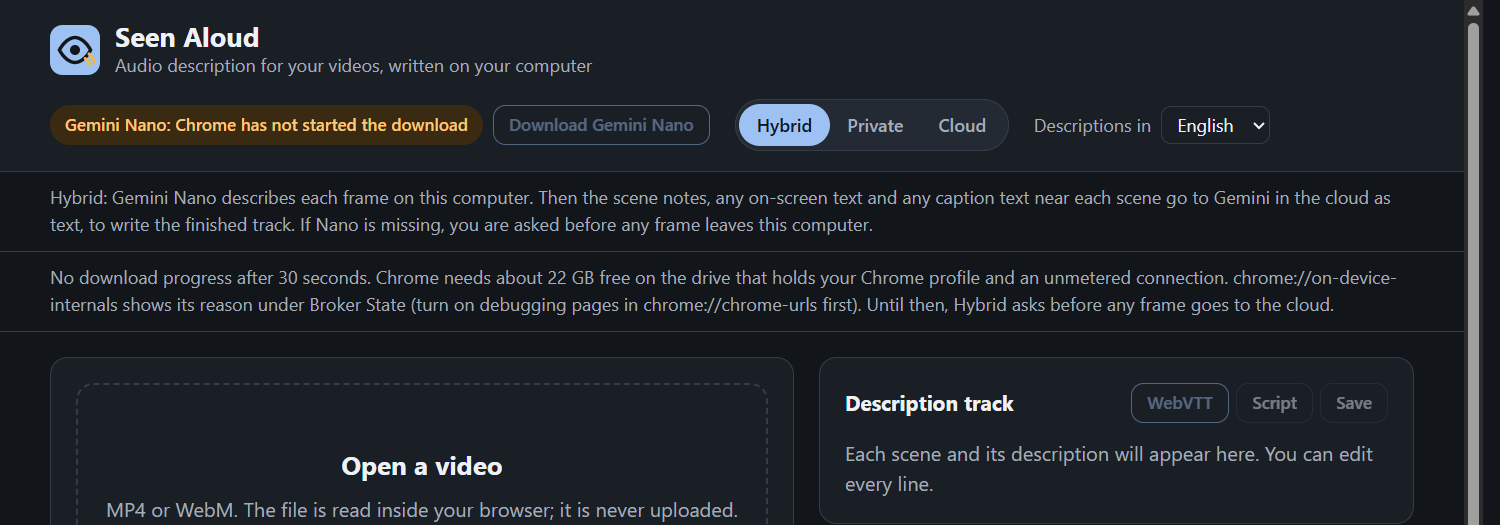 Seen Aloud
Audio description for your videos, written on your computer
Gemini Nano: Chrome has not started the download
Download Gemini Nano
Hybrid
Private
Cloud
Descriptions in
English
Hybrid: Gemini Nano describes each frame on this computer. Then the scene notes, any on-screen text and any caption text near each scene go to Gemini in the cloud as
text, to write the finished track. If Nano is missing, you are asked before any frame leaves this computer.
No download progress after 30 seconds. Chrome needs about 22 GB free on the drive that holds your Chrome profile and an unmetered connection. chrome://on-device-
internals shows its reason under Broker State (turn on debugging pages in chrome://chrome-urls first). Until then, Hybrid asks before any frame goes to the cloud.
Open a video
MP4 or WebM. The file is read inside your browser; it is never uploaded.
Description track
WebVTT
Script
Save
Each scene and its description will appear here. You can edit
every line.